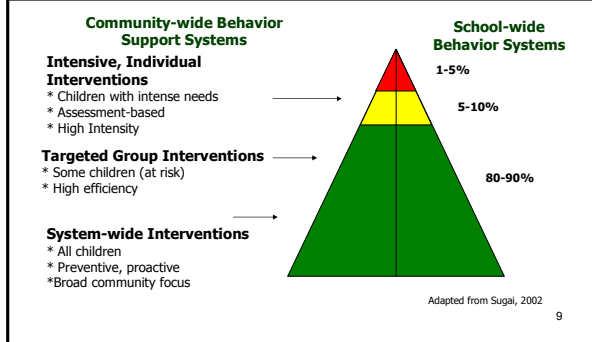 Community-wide Behavior
Support Systems
Intensive, Individual
Interventions
* Children with intense needs
* Assessment-based
* High Intensity
Targeted Group Interventions
* Some children (at risk)
* High efficiency
System-wide Interventions
* All children
* Preventive, proactive
*Broad community focus
School-wide
Behavior Systems
1-5%
5-10%
80-90%
Adapted from Sugai, 2002
9